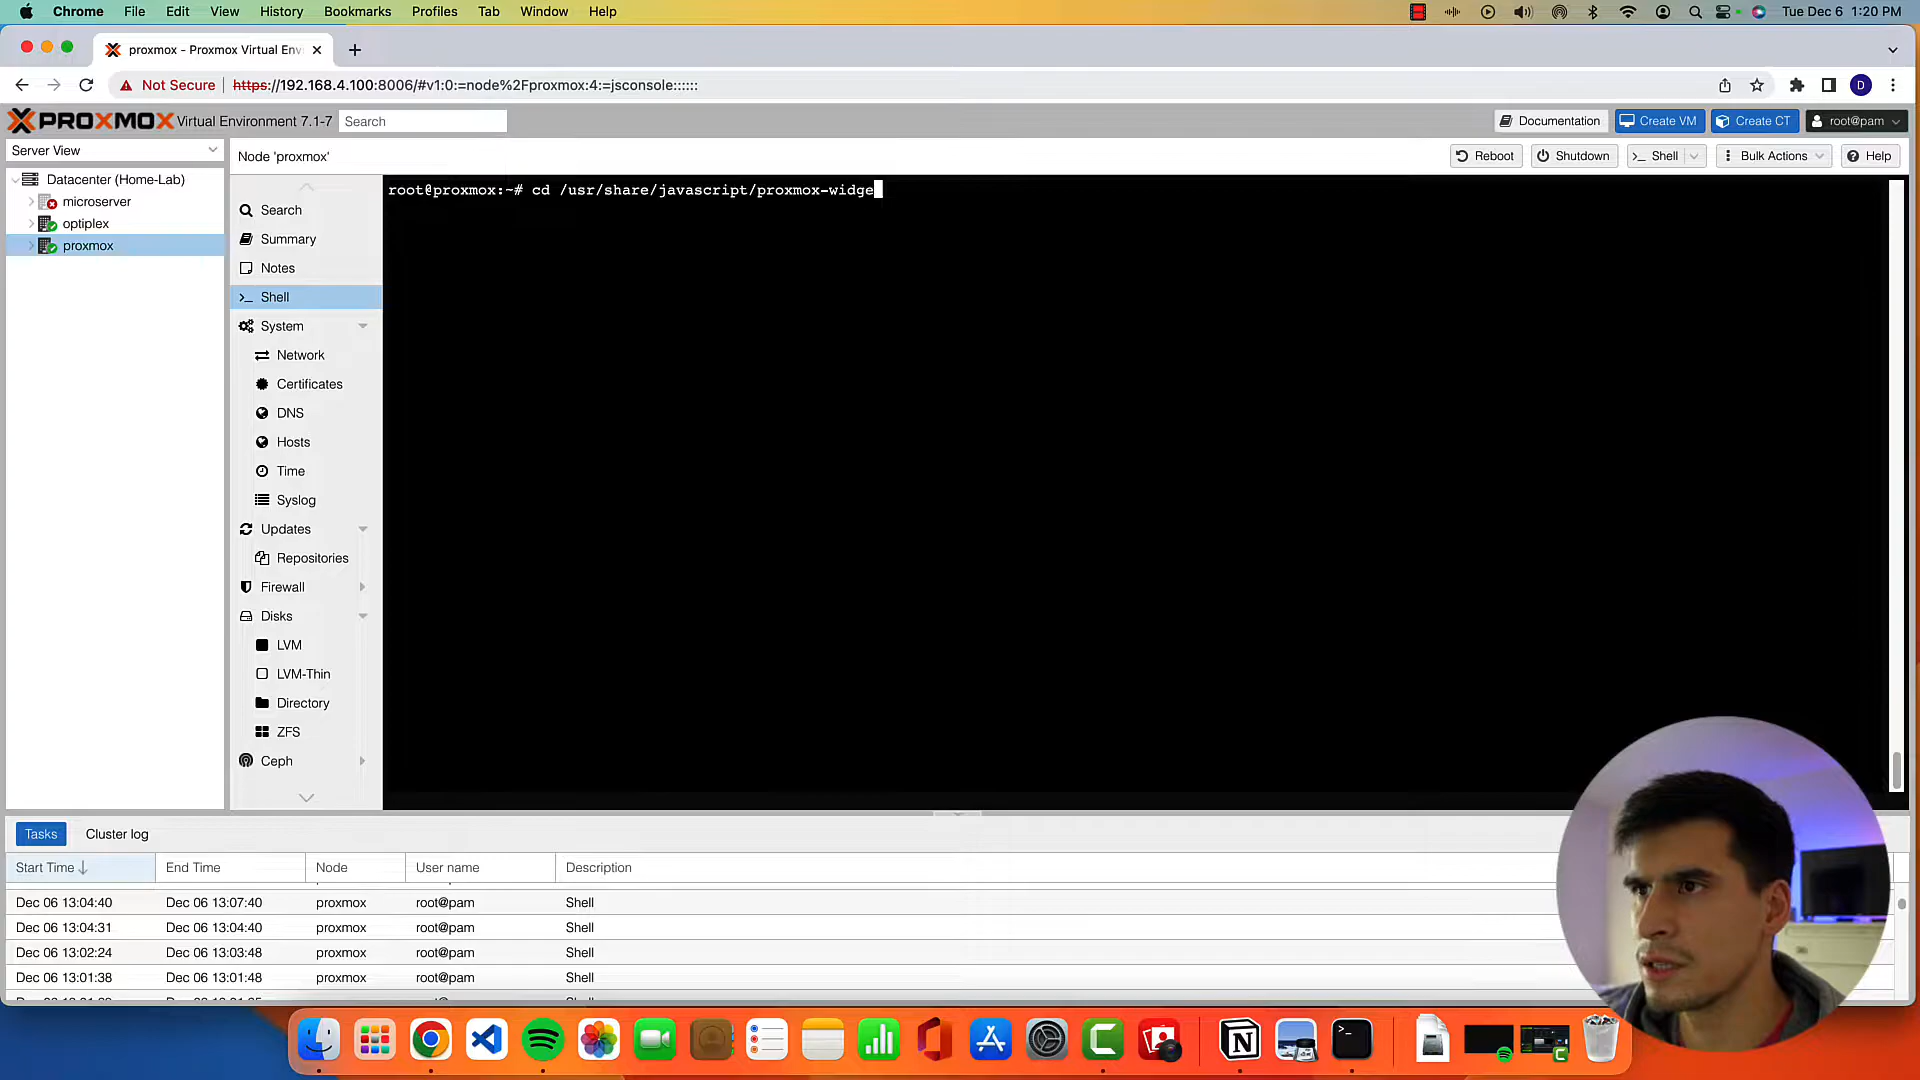 Chrome File Edit View History Bookmarks Profiles Tab Window Help Tue Dec 6 1:20 PM
proxmox - Proxmox Virtual Env
Not Secure https://192.168.4.100:8006/#v1:0:=node%2Fproxmox:4:=jsconsole::::::
D
PROXMOX Virtual Environment 7.1-7 Search Documentation Create VM Create CT root@pam
Server View
Node 'proxmox' Reboot Shutdown >_ Shell Bulk Actions Help
Datacenter (Home-Lab)
microserver
optiplex
proxmox
Search
Summary
Notes
>_ Shell
System
Network
Certificates
DNS
Hosts
Time
Syslog
Updates
Repositories
Firewall
Disks
LVM
LVM-Thin
Directory
ZFS
Ceph
root@proxmox:~# cd /usr/share/javascript/proxmox-widge
Tasks Cluster log
Start Time End Time Node User name Description
Dec 06 13:04:40 Dec 06 13:07:40 proxmox root@pam Shell
Dec 06 13:04:31 Dec 06 13:04:40 proxmox root@pam Shell
Dec 06 13:02:24 Dec 06 13:03:48 proxmox root@pam Shell
Dec 06 13:01:38 Dec 06 13:01:48 proxmox root@pam Shell